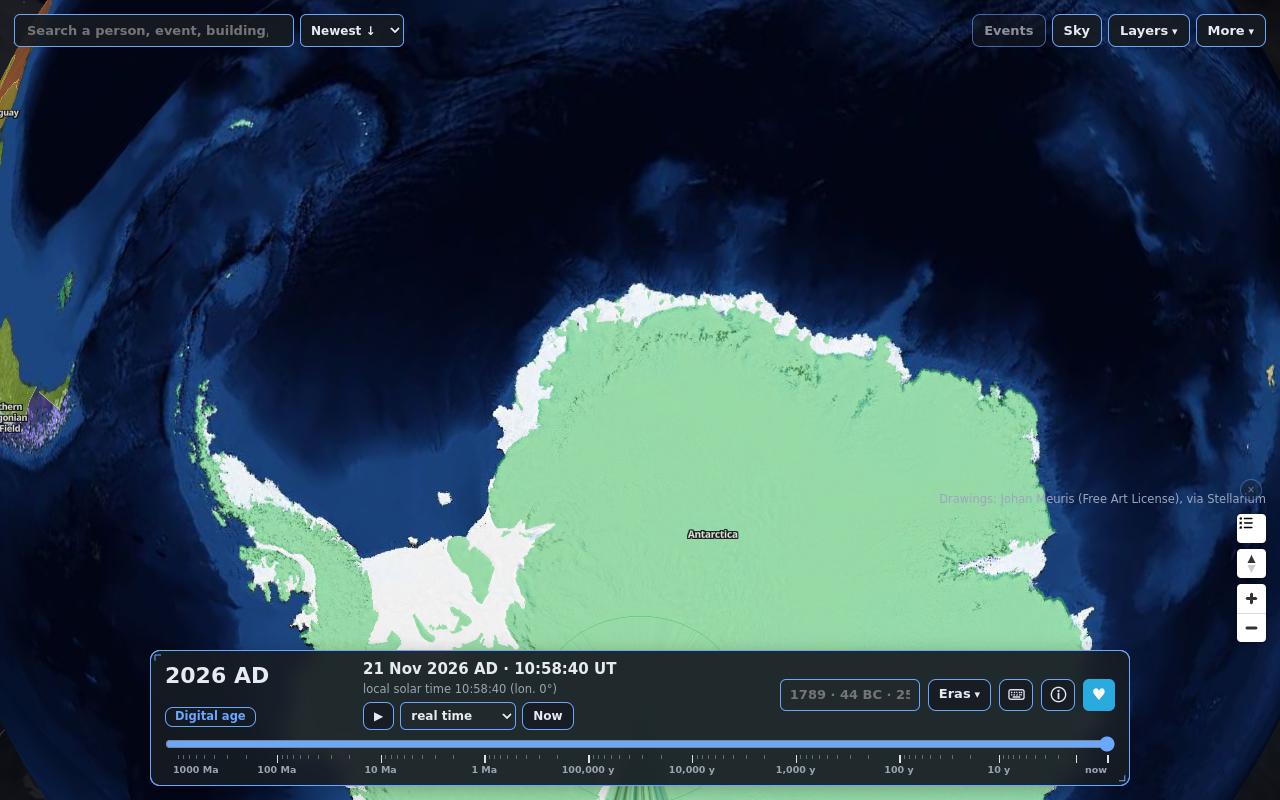 Search a person, event, building,
Newest ↓
Events
Sky
Layers ▾
More ▾
guay
thern
gonian
Field
Antarctica
Drawings: Johan Meuris (Free Art License), via Stellarium
2026 AD
21 Nov 2026 AD · 10:58:40 UT
local solar time 10:58:40 (lon. 0°)
Digital age
real time
Now
1789 · 44 BC · 25
Eras ▾
1000 Ma
100 Ma
10 Ma
1 Ma
100,000 y
10,000 y
1,000 y
100 y
10 y
now